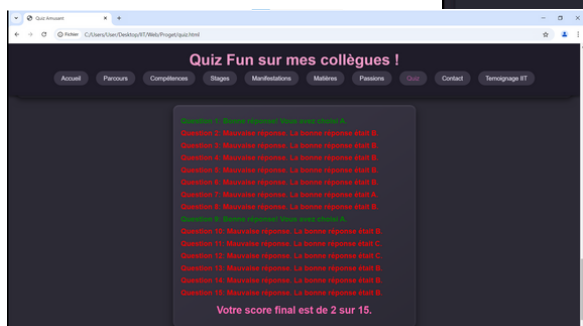 Quiz Amusant
Fichier C:/Users/User/Desktop/IIT/Web/Proget/quiz.html
Quiz Fun sur mes collègues !
Accueil Parcours Compétences Stages Manifestations Matières Passions Quiz Contact Temoignage IIT
Question 1: Bonne réponse! Vous avez choisi A.
Question 2: Mauvaise réponse. La bonne réponse était B.
Question 3: Mauvaise réponse. La bonne réponse était B.
Question 4: Mauvaise réponse. La bonne réponse était B.
Question 5: Mauvaise réponse. La bonne réponse était B.
Question 6: Mauvaise réponse. La bonne réponse était B.
Question 7: Mauvaise réponse. La bonne réponse était A.
Question 8: Mauvaise réponse. La bonne réponse était B.
Question 9: Bonne réponse! Vous avez choisi A.
Question 10: Mauvaise réponse. La bonne réponse était B.
Question 11: Mauvaise réponse. La bonne réponse était C.
Question 12: Mauvaise réponse. La bonne réponse était C.
Question 13: Mauvaise réponse. La bonne réponse était B.
Question 14: Mauvaise réponse. La bonne réponse était B.
Question 15: Mauvaise réponse. La bonne réponse était B.
Votre score final est de 2 sur 15.